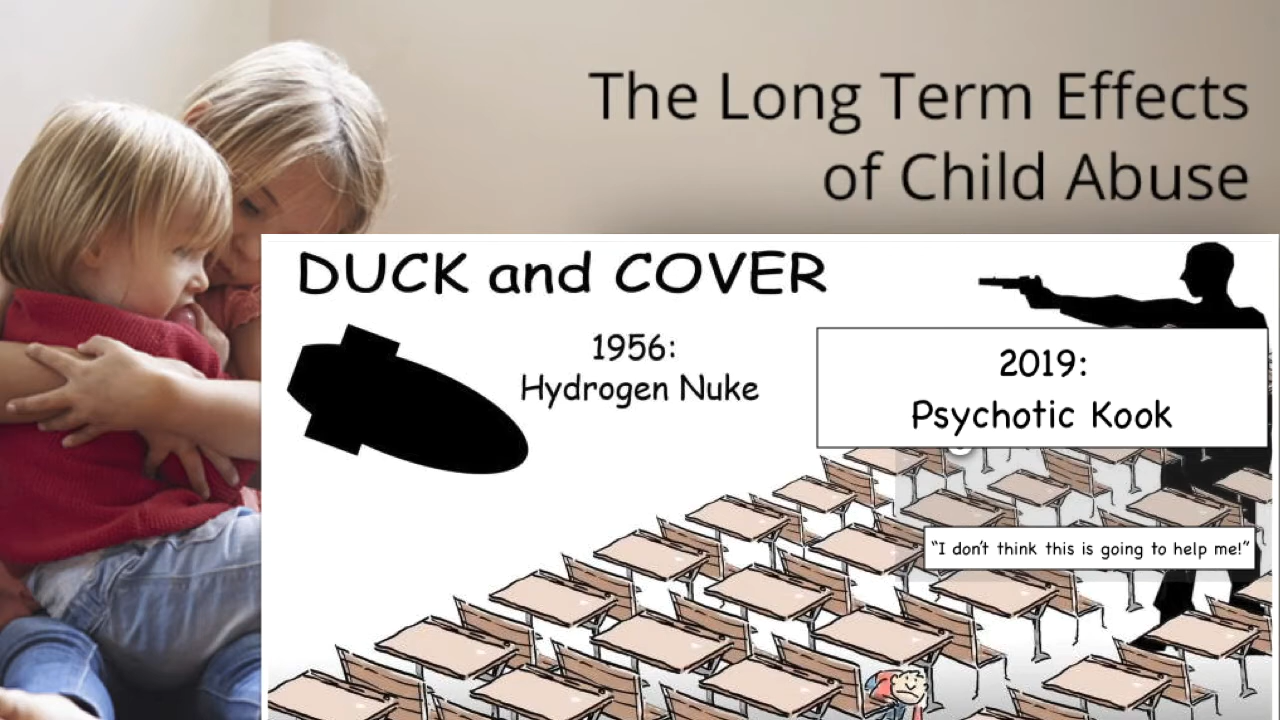 The Long Term Effects
of Child Abuse
DUCK and COVER
1956:
Hydrogen Nuke
2019:
Psychotic Kook
“I don't think this is going to help me!”